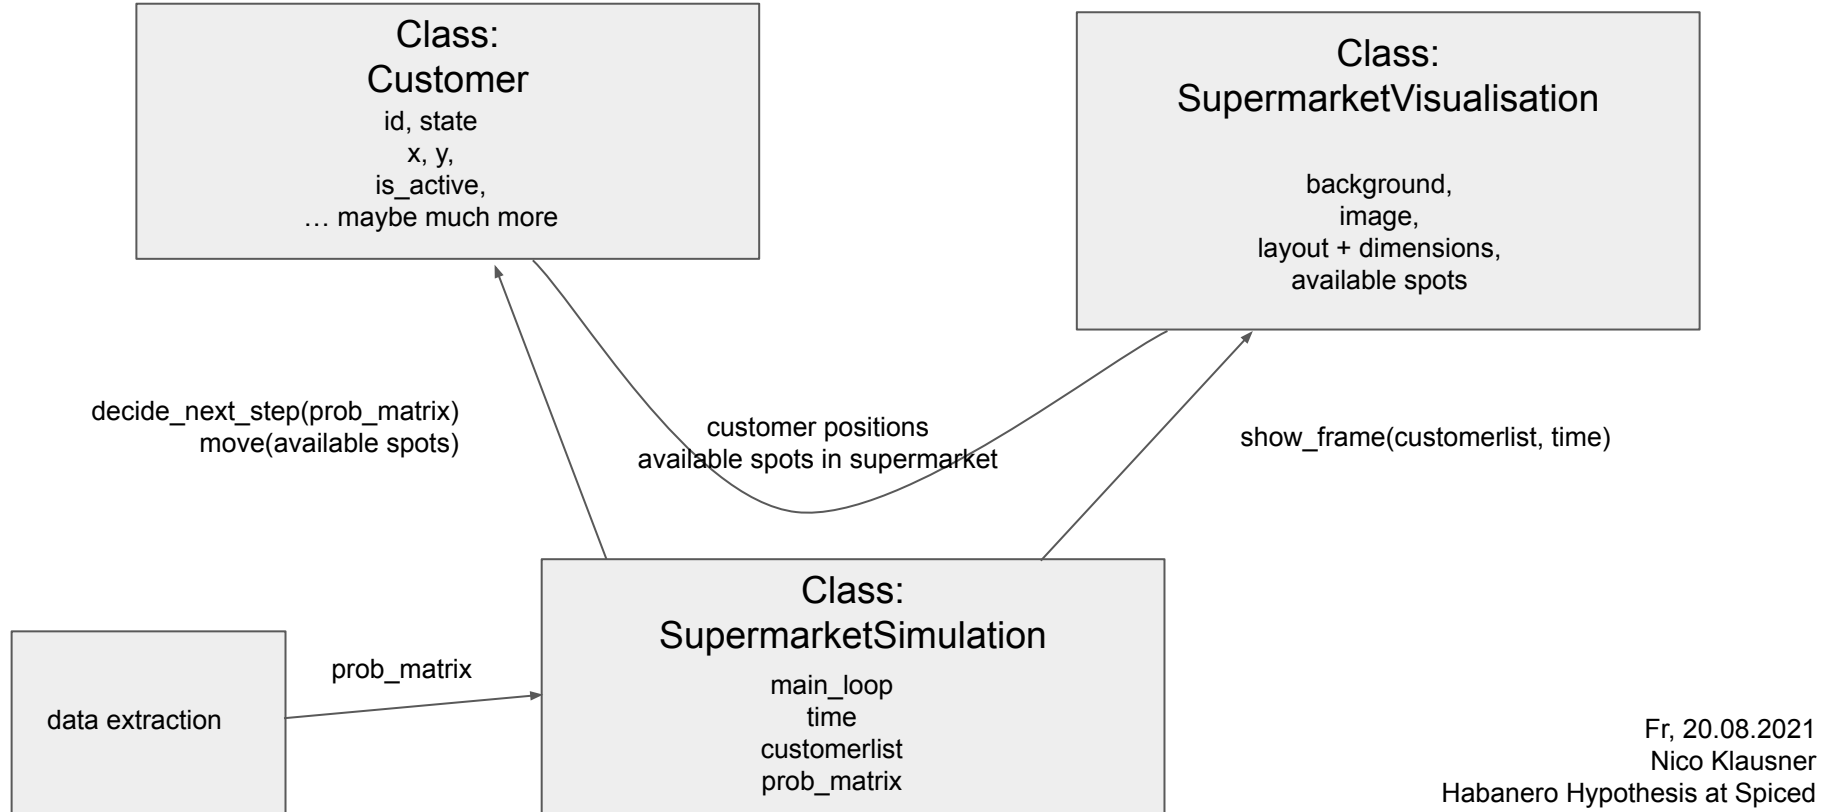 Class:
Customer
id, state
x, y,
is_active,
… maybe much more
Class:
SupermarketVisualisation
background,
image,
layout + dimensions,
available spots
decide_next_step(prob_matrix)
move(available spots)
customer positions
available spots in supermarket
show_frame(customerlist, time)
Class:
SupermarketSimulation
main_loop
time
customerlist
prob_matrix
data extraction
prob_matrix
Fr, 20.08.2021
Nico Klausner
Habanero Hypothesis at Spiced